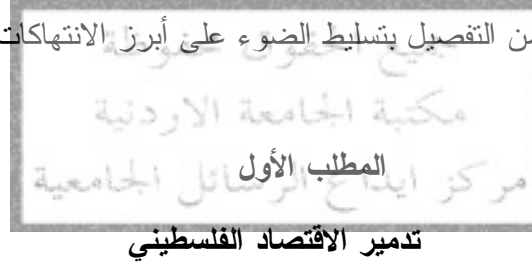 من التفصيل بتسليط الضوء على أبرز الانتهاكات
جميع الحقوق محفوظة
مكتبة الجامعة الاردنية
المطلب الأول
مركز ايداع الرسائل الجامعية
تدمير الاقتصاد الفلسطيني